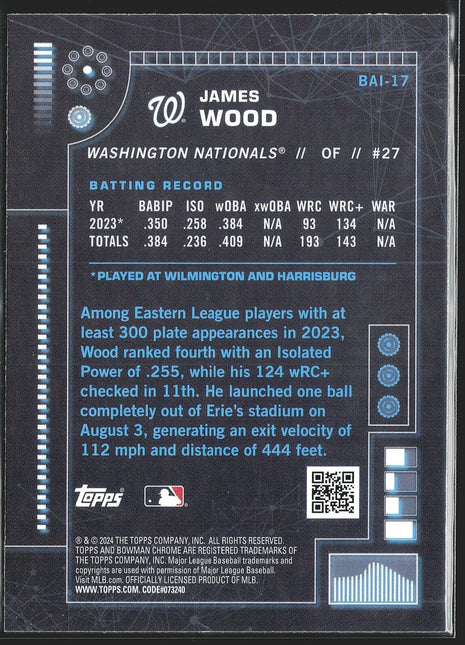 BAI-17
W
JAMES
WOOD
WASHINGTON NATIONALS® // OF // #27
BATTING RECORD
YR BABIP ISO wOBA xwOBA WRC WRC+ WAR
2023* .350 .258 .384 N/A 93 134 N/A
TOTALS .384 .236 .409 N/A 193 143 N/A
*PLAYED AT WILMINGTON AND HARRISBURG
Among Eastern League players with at
least 300 plate appearances in 2023,
Wood ranked fourth with an Isolated
Power of .255, while his 124 wRC+
checked in 11th. He launched one ball
completely out of Erie's stadium on
August 3, generating an exit velocity of
112 mph and distance of 444 feet.
Topps
® & © 2024 THE TOPPS COMPANY, INC. ALL RIGHTS RESERVED.
TOPPS AND BOWMAN CHROME ARE REGISTERED TRADEMARKS OF
THE TOPPS COMPANY, INC. Major League Baseball trademarks and
copyrights are used with permission of Major League Baseball.
Visit MLB.com. OFFICIALLY LICENSED PRODUCT OF MLB.
WWW.TOPPS.COM. CODE#073240